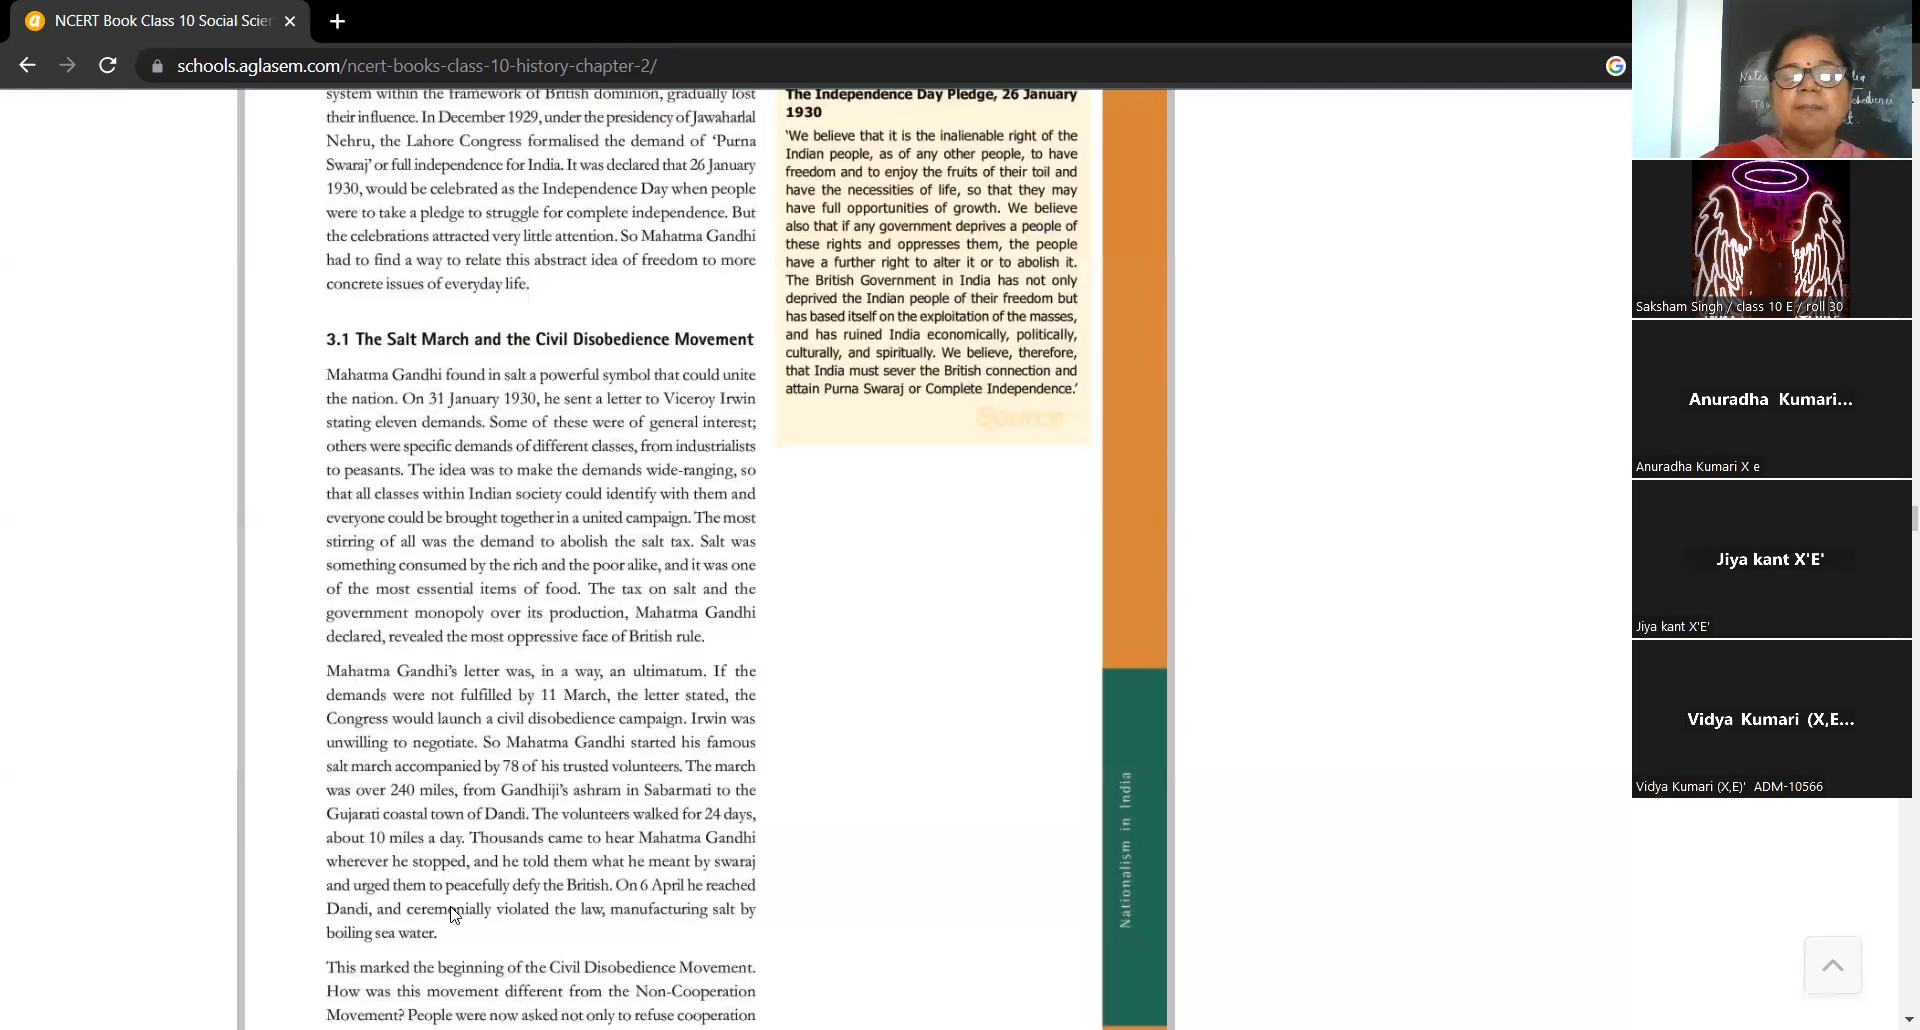 NCERT Book Class 10 Social Scie
schools.aglasem.com/ncert-books-class-10-history-chapter-2/
system within the framework of British dominion, gradually lost
their influence. In December 1929, under the presidency of Jawaharlal
Nehru, the Lahore Congress formalised the demand of ‘Purna
Swaraj’ or full independence for India. It was declared that 26 January
1930, would be celebrated as the Independence Day when people
were to take a pledge to struggle for complete independence. But
the celebrations attracted very little attention. So Mahatma Gandhi
had to find a way to relate this abstract idea of freedom to more
concrete issues of everyday life.
3.1 The Salt March and the Civil Disobedience Movement
Mahatma Gandhi found in salt a powerful symbol that could unite
the nation. On 31 January 1930, he sent a letter to Viceroy Irwin
stating eleven demands. Some of these were of general interest;
others were specific demands of different classes, from industrialists
to peasants. The idea was to make the demands wide-ranging, so
that all classes within Indian society could identify with them and
everyone could be brought together in a united campaign. The most
stirring of all was the demand to abolish the salt tax. Salt was
something consumed by the rich and the poor alike, and it was one
of the most essential items of food. The tax on salt and the
government monopoly over its production, Mahatma Gandhi
declared, revealed the most oppressive face of British rule.
Mahatma Gandhi’s letter was, in a way, an ultimatum. If the
demands were not fulfilled by 11 March, the letter stated, the
Congress would launch a civil disobedience campaign. Irwin was
unwilling to negotiate. So Mahatma Gandhi started his famous
salt march accompanied by 78 of his trusted volunteers. The march
was over 240 miles, from Gandhiji’s ashram in Sabarmati to the
Gujarati coastal town of Dandi. The volunteers walked for 24 days,
about 10 miles a day. Thousands came to hear Mahatma Gandhi
wherever he stopped, and he told them what he meant by swaraj
and urged them to peacefully defy the British. On 6 April he reached
Dandi, and ceremonially violated the law, manufacturing salt by
boiling sea water.
This marked the beginning of the Civil Disobedience Movement.
How was this movement different from the Non-Cooperation
Movement? People were now asked not only to refuse cooperation
The Independence Day Pledge, 26 January
1930
‘We believe that it is the inalienable right of the
Indian people, as of any other people, to have
freedom and to enjoy the fruits of their toil and
have the necessities of life, so that they may
have full opportunities of growth. We believe
also that if any government deprives a people of
these rights and oppresses them, the people
have a further right to alter it or to abolish it.
The British Government in India has not only
deprived the Indian people of their freedom but
has based itself on the exploitation of the masses,
and has ruined India economically, politically,
culturally, and spiritually. We believe, therefore,
that India must sever the British connection and
attain Purna Swaraj or Complete Independence.’
Source
Nationalism in India
Saksham Singh / class 10 E / roll 30
Anuradha Kumari...
Anuradha Kumari X e
Jiya kant X'E'
Jiya kant X'E'
Vidya Kumari (X,E...
Vidya Kumari (X,E)' ADM-10566